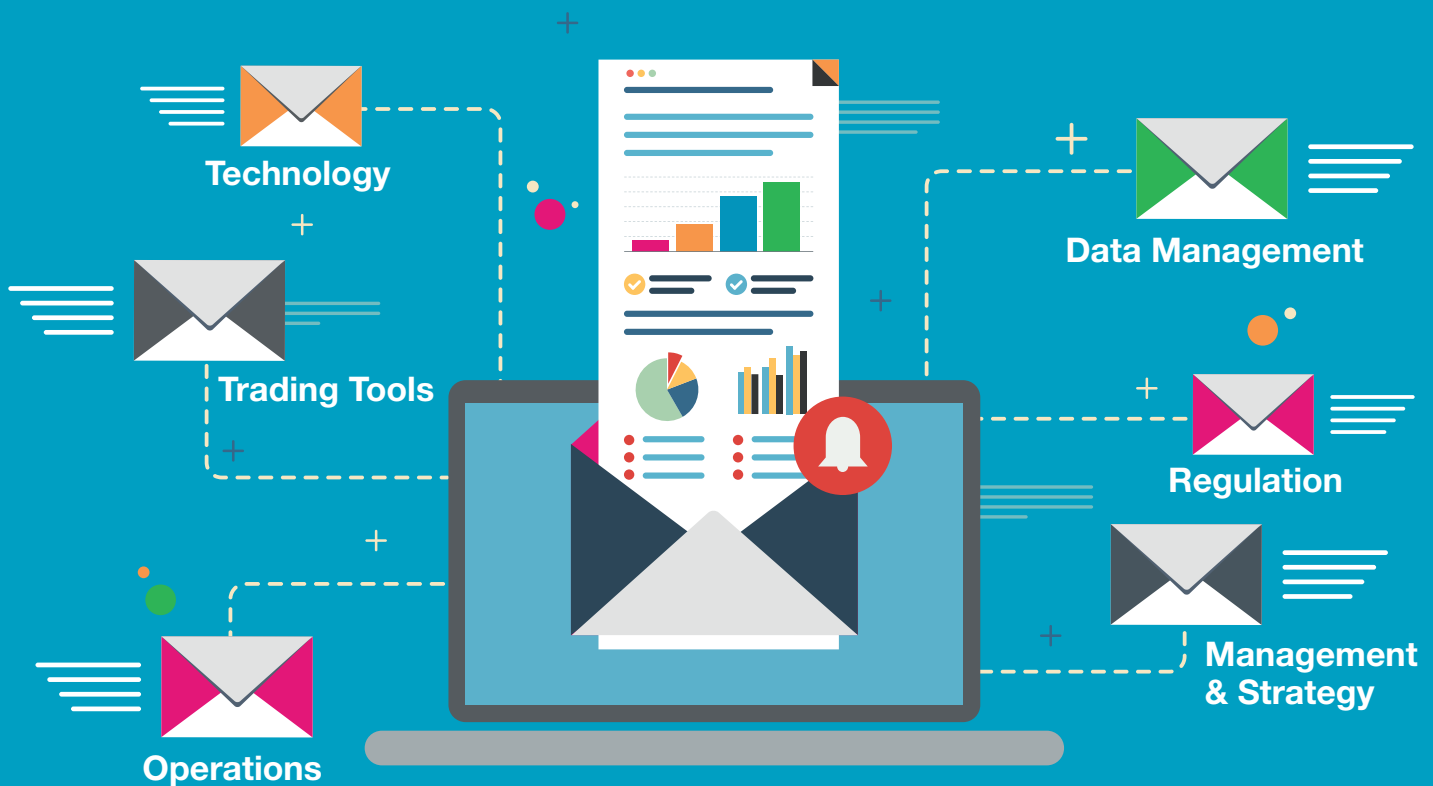 Technology
Trading Tools
Operations
Data Management
Regulation
Management
& Strategy